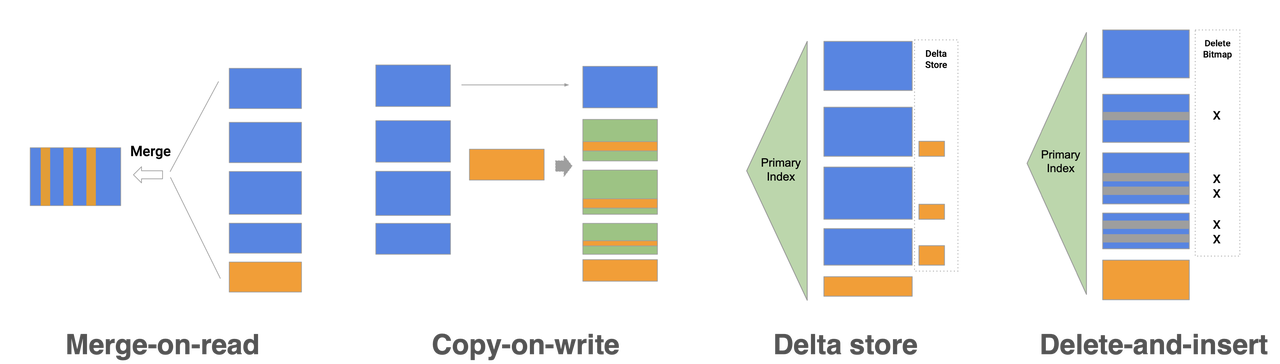 Merge
Merge-on-read
Copy-on-write
Primary
Index
Delta
Store
Delta store
Primary
Index
Delete
Bitmap
X
X
X
X
X
Delete-and-insert